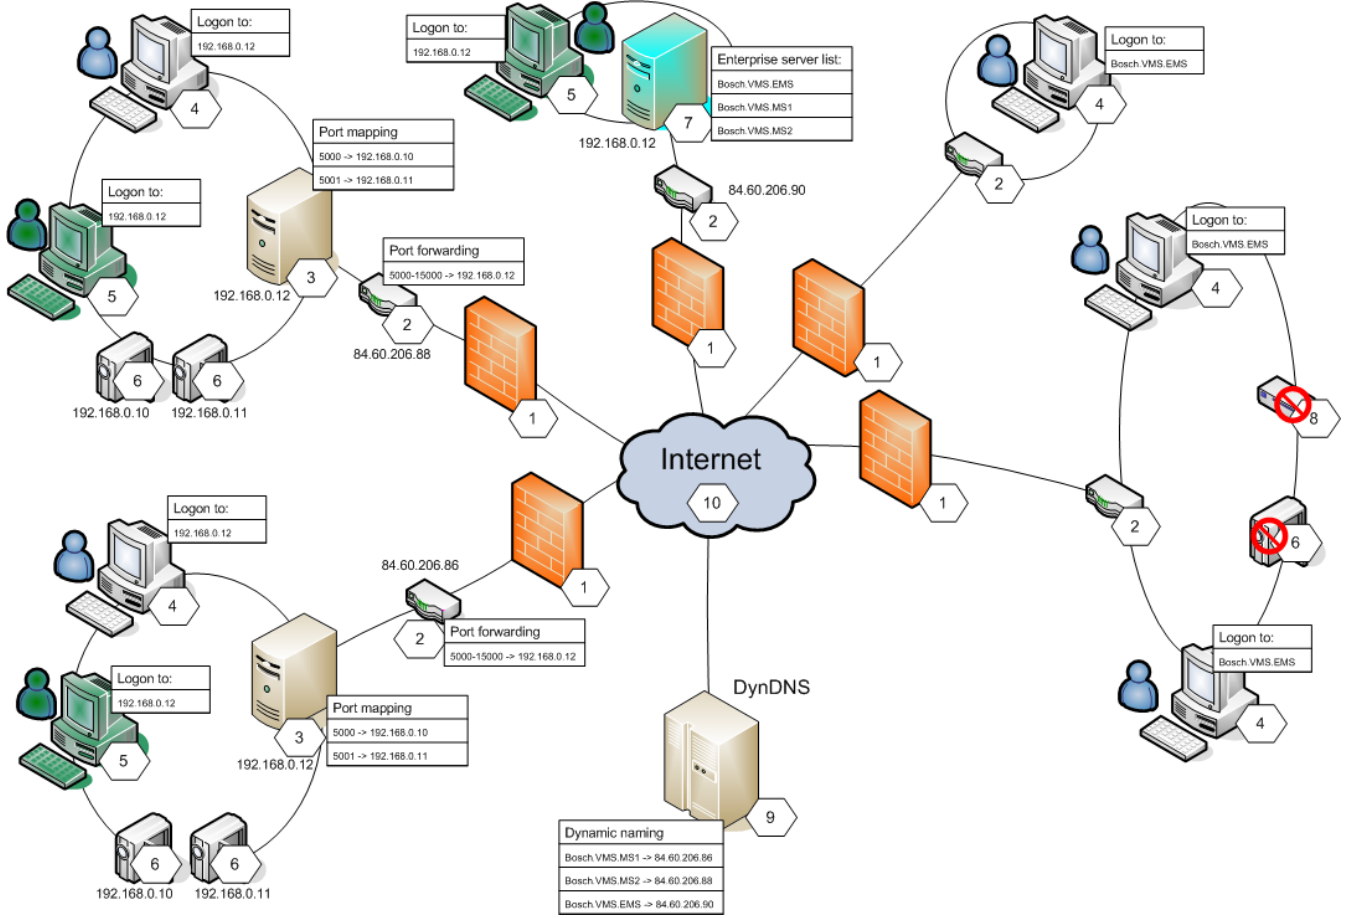 Logon to:
192.168.0.12
4
Port mapping
5000 -> 192.168.0.10
5001 -> 192.168.0.11
Logon to:
192.168.0.12
5
3
192.168.0.12
Port forwarding
5000-15000 -> 192.168.0.12
2
84.60.206.88
6
6
192.168.0.10
192.168.0.11
1
Logon to:
192.168.0.12
5
Enterprise server list:
Bosch.VMS.EMS
Bosch.VMS.MS1
Bosch.VMS.MS2
7
192.168.0.12
84.60.206.90
2
1
Logon to:
Bosch.VMS.EMS
4
2
1
Logon to:
Bosch.VMS.EMS
4
8
6
2
1
Logon to:
Bosch.VMS.EMS
4
Internet
10
Logon to:
192.168.0.12
4
84.60.206.86
1
2
Port forwarding
5000-15000 -> 192.168.0.12
Logon to:
192.168.0.12
5
3
192.168.0.12
Port mapping
5000 -> 192.168.0.10
5001 -> 192.168.0.11
6
6
192.168.0.10
192.168.0.11
DynDNS
9
Dynamic naming
Bosch.VMS.MS1 -> 84.60.206.86
Bosch.VMS.MS2 -> 84.60.206.88
Bosch.VMS.EMS -> 84.60.206.90